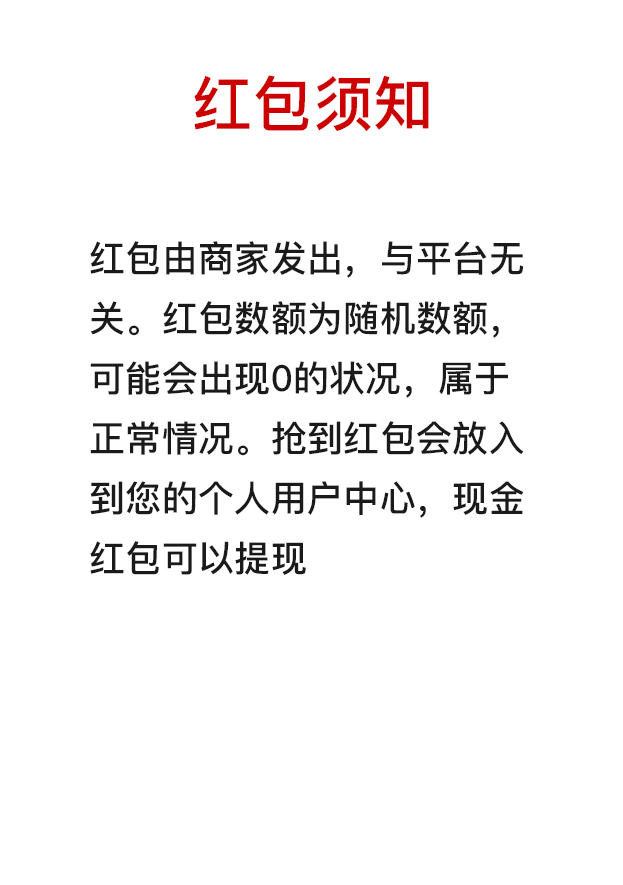 红包须知
红包由商家发出，与平台无
关。红包数额为随机数额，
可能会出现0的状况，属于
正常情况。抢到红包会放入
到您的个人用户中心，现金
红包可以提现